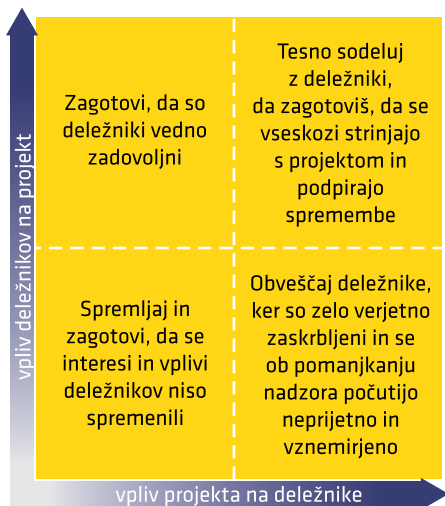 Zagotovi, da so
deležniki vedno
zadovoljni
Tesno sodeluj
z deležniki,
da zagotoviš, da se
vseskozi strinjajo
s projektom in
podpirajo
spremembe
Spremljaj in
zagotovi, da se
interesi in vplivi
deležnikov niso
spremenili
Obveščaj deležnike,
ker so zelo verjetno
zaskrbljeni in se
ob pomanjkanju
nadzora počutijo
neprijetno in
vznemirjeno
vpliv deležnikov na projekt
vpliv projekta na deležnike